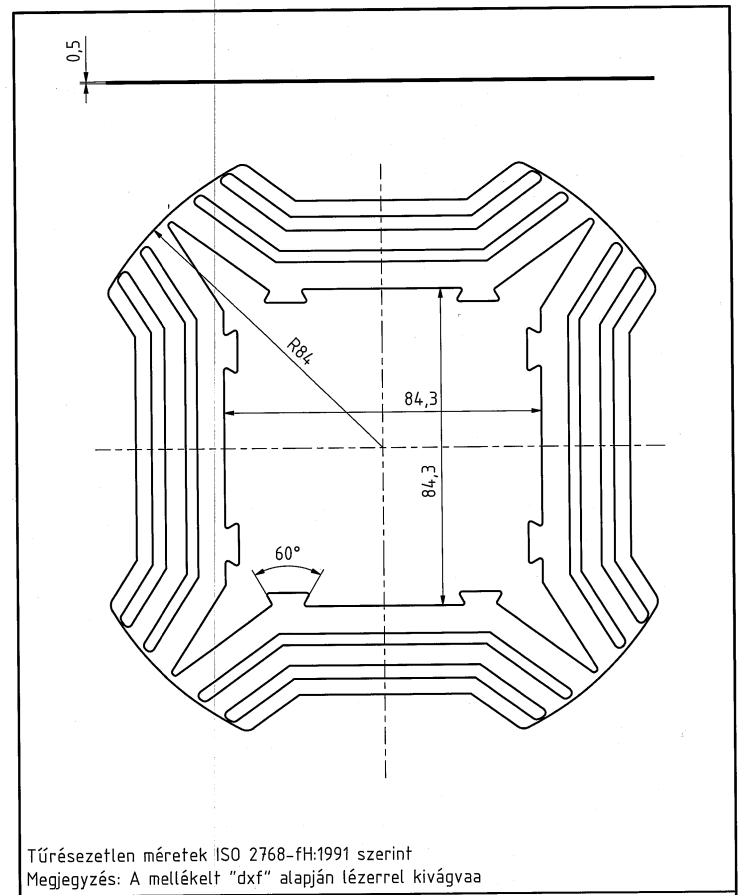 0,5
R84
84,3
84,3
60°
Tűrésezetlen méretek ISO 2768-fH:1991 szerint
Megjegyzés: A mellékelt "dxf" alapján lézerrel kivágvaa